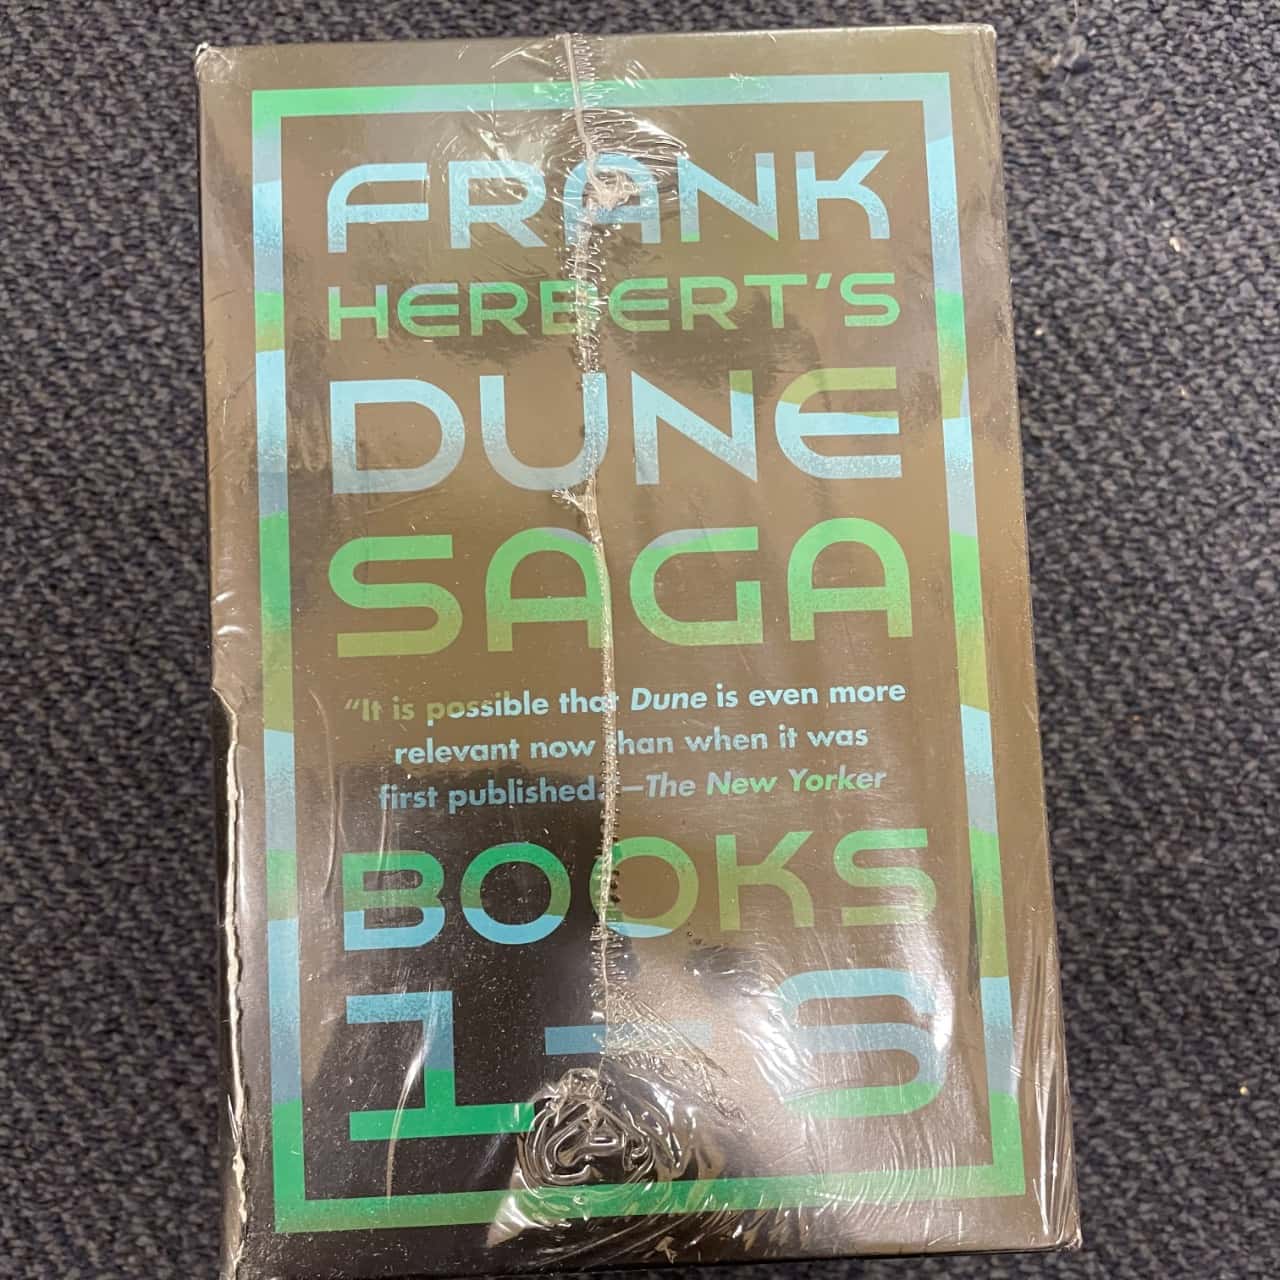 FRANK
HERBERT'S
DUNE
SAGA
“It is possible that Dune is even more
relevant now than when it was
first published.”—The New Yorker
BOOKS
1–